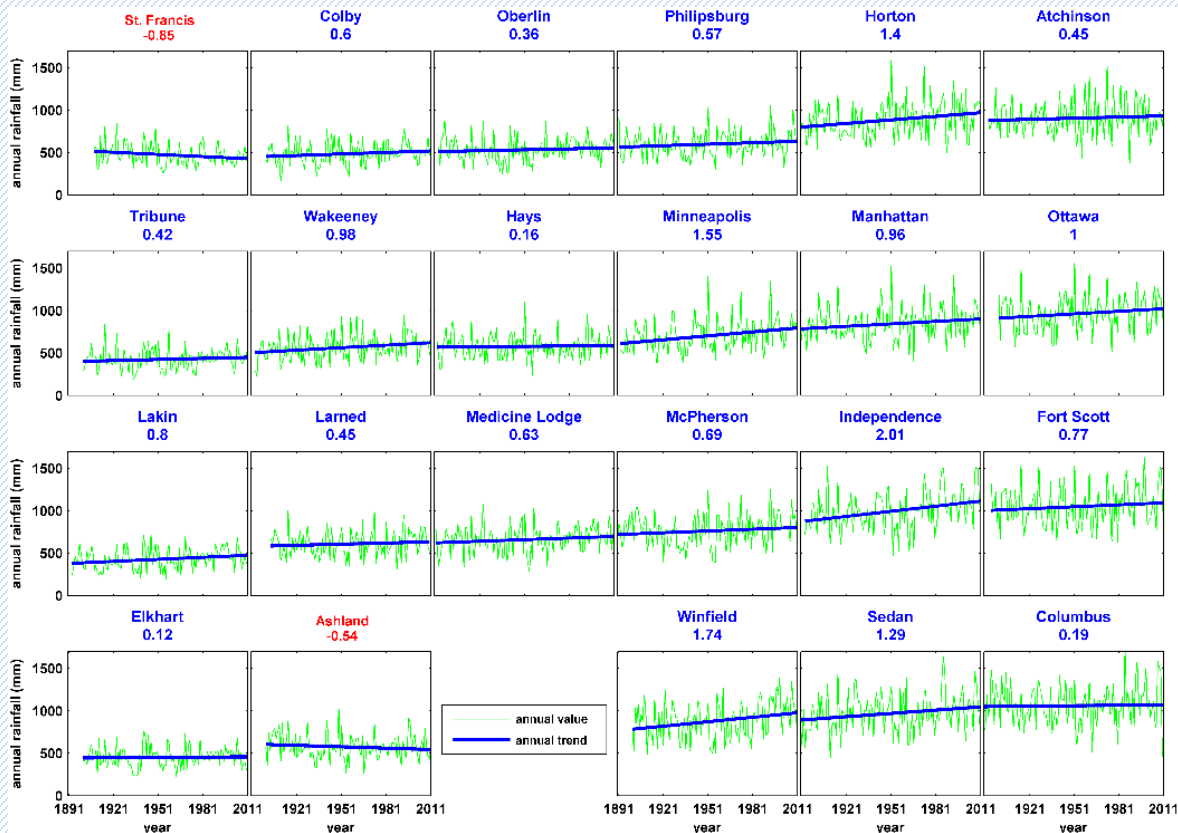 St. Francis Colby Oberlin Philipsburg Horton Atchinson
-0.85 0.6 0.36 0.57 1.4 0.45
annual rainfall (mm)
1500
1000
500
0
Tribune Wakeeney Hays Minneapolis Manhattan Ottawa
0.42 0.98 0.16 1.55 0.96 1
annual rainfall (mm)
1500
1000
500
0
Lakin Larned Medicine Lodge McPherson Independence Fort Scott
0.8 0.45 0.63 0.69 2.01 0.77
annual rainfall (mm)
1500
1000
500
0
Elkhart Ashland Winfield Sedan Columbus
0.12 -0.54 1.74 1.29 0.19
annual rainfall (mm)
1500
1000
500
0
annual value
annual trend
1891 1921 1951 1981 2011 1921 1951 1981 2011 1891 1921 1951 1981 2011 1921 1951 1981 2011 1921 1951 1981 2011
year year year year year